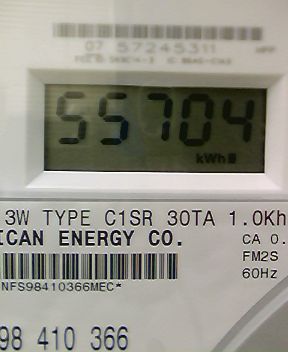 07 57245311
55704
kWh
3W TYPE C1SR 30TA 1.0Kh
ICAN ENERGY CO.
CA 0.
FM2S
60Hz
NFS98410366MEC*
98 410 366